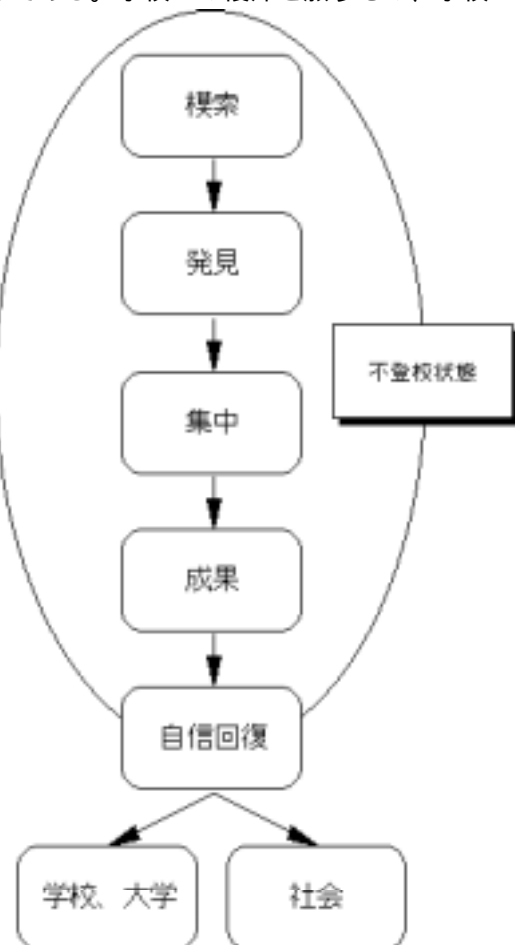 模索
発見
不登校状態
集中
成果
自信回復
学校、大学
社会